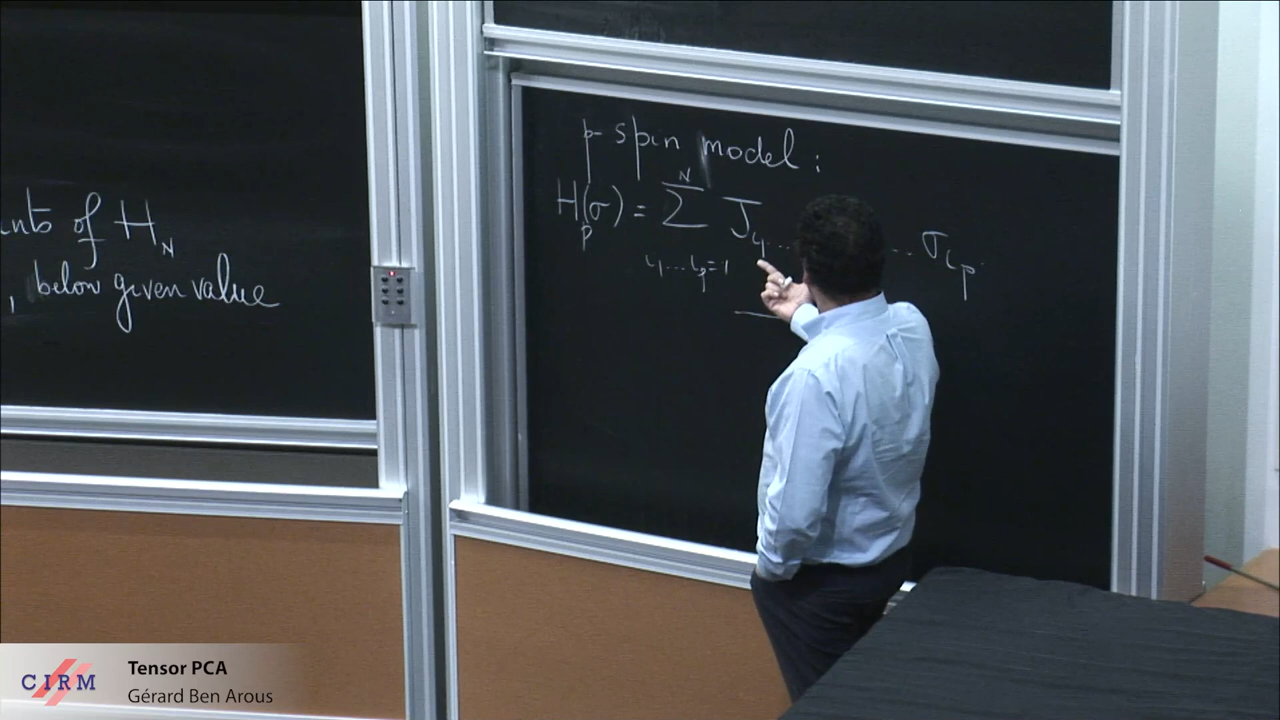 of H_N
, below given value
p-spin model :
H_p(σ) = Σ J_{i_1 ... ... σ_{i_p}
N
i_1 ... i_p = 1
CIRM
Tensor PCA
Gérard Ben Arous